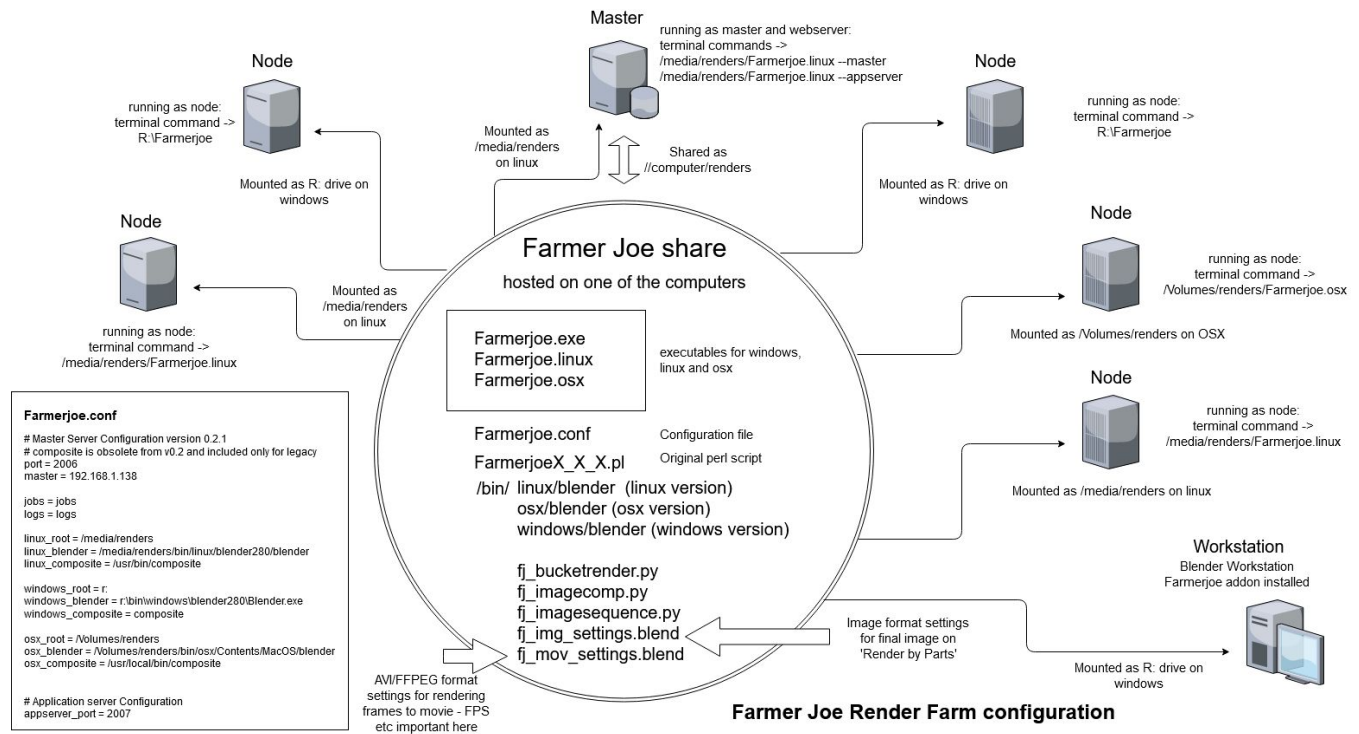 Master
running as master and webserver:
terminal commands ->
/media/renders/Farmerjoe.linux --master
/media/renders/Farmerjoe.linux --appserver
Node
running as node:
terminal command ->
R:\Farmerjoe
Mounted as R: drive on
windows
Mounted as
/media/renders
on linux
Shared as
//computer/renders
Node
running as node:
terminal command ->
R:\Farmerjoe
Mounted as R: drive on
windows
Node
running as node:
terminal command ->
/media/renders/Farmerjoe.linux
Mounted as
/media/renders
on linux
Node
running as node:
terminal command ->
/Volumes/renders/Farmerjoe.osx
Mounted as /Volumes/renders on OSX
Node
running as node:
terminal command ->
/media/renders/Farmerjoe.linux
Mounted as /media/renders on linux
Workstation
Blender Workstation
Farmerjoe addon installed
Mounted as R: drive on
windows
Farmer Joe share
hosted on one of the computers
Farmerjoe.exe
Farmerjoe.linux
Farmerjoe.osx
executables for windows,
linux and osx
Farmerjoe.conf Configuration file
FarmerjoeX_X_X.pl Original perl script
/bin/ linux/blender (linux version)
osx/blender (osx version)
windows/blender (windows version)
fj_bucketrender.py
fj_imagecomp.py
fj_imagesequence.py
fj_img_settings.blend
fj_mov_settings.blend
Image format settings
for final image on
'Render by Parts'
AVI/FFPEG format
settings for rendering
frames to movie - FPS
etc important here
Farmerjoe.conf
# Master Server Configuration version 0.2.1
# composite is obsolete from v0.2 and included only for legacy
port = 2006
master = 192.168.1.138
jobs = jobs
logs = logs
linux_root = /media/renders
linux_blender = /media/renders/bin/linux/blender280/blender
linux_composite = /usr/bin/composite
windows_root = r:
windows_blender = r:\bin\windows\blender280\Blender.exe
windows_composite = composite
osx_root = /Volumes/renders
osx_blender = /Volumes/renders/bin/osx/Contents/MacOS/blender
osx_composite = /usr/local/bin/composite
# Application server Configuration
appserver_port = 2007
Farmer Joe Render Farm configuration